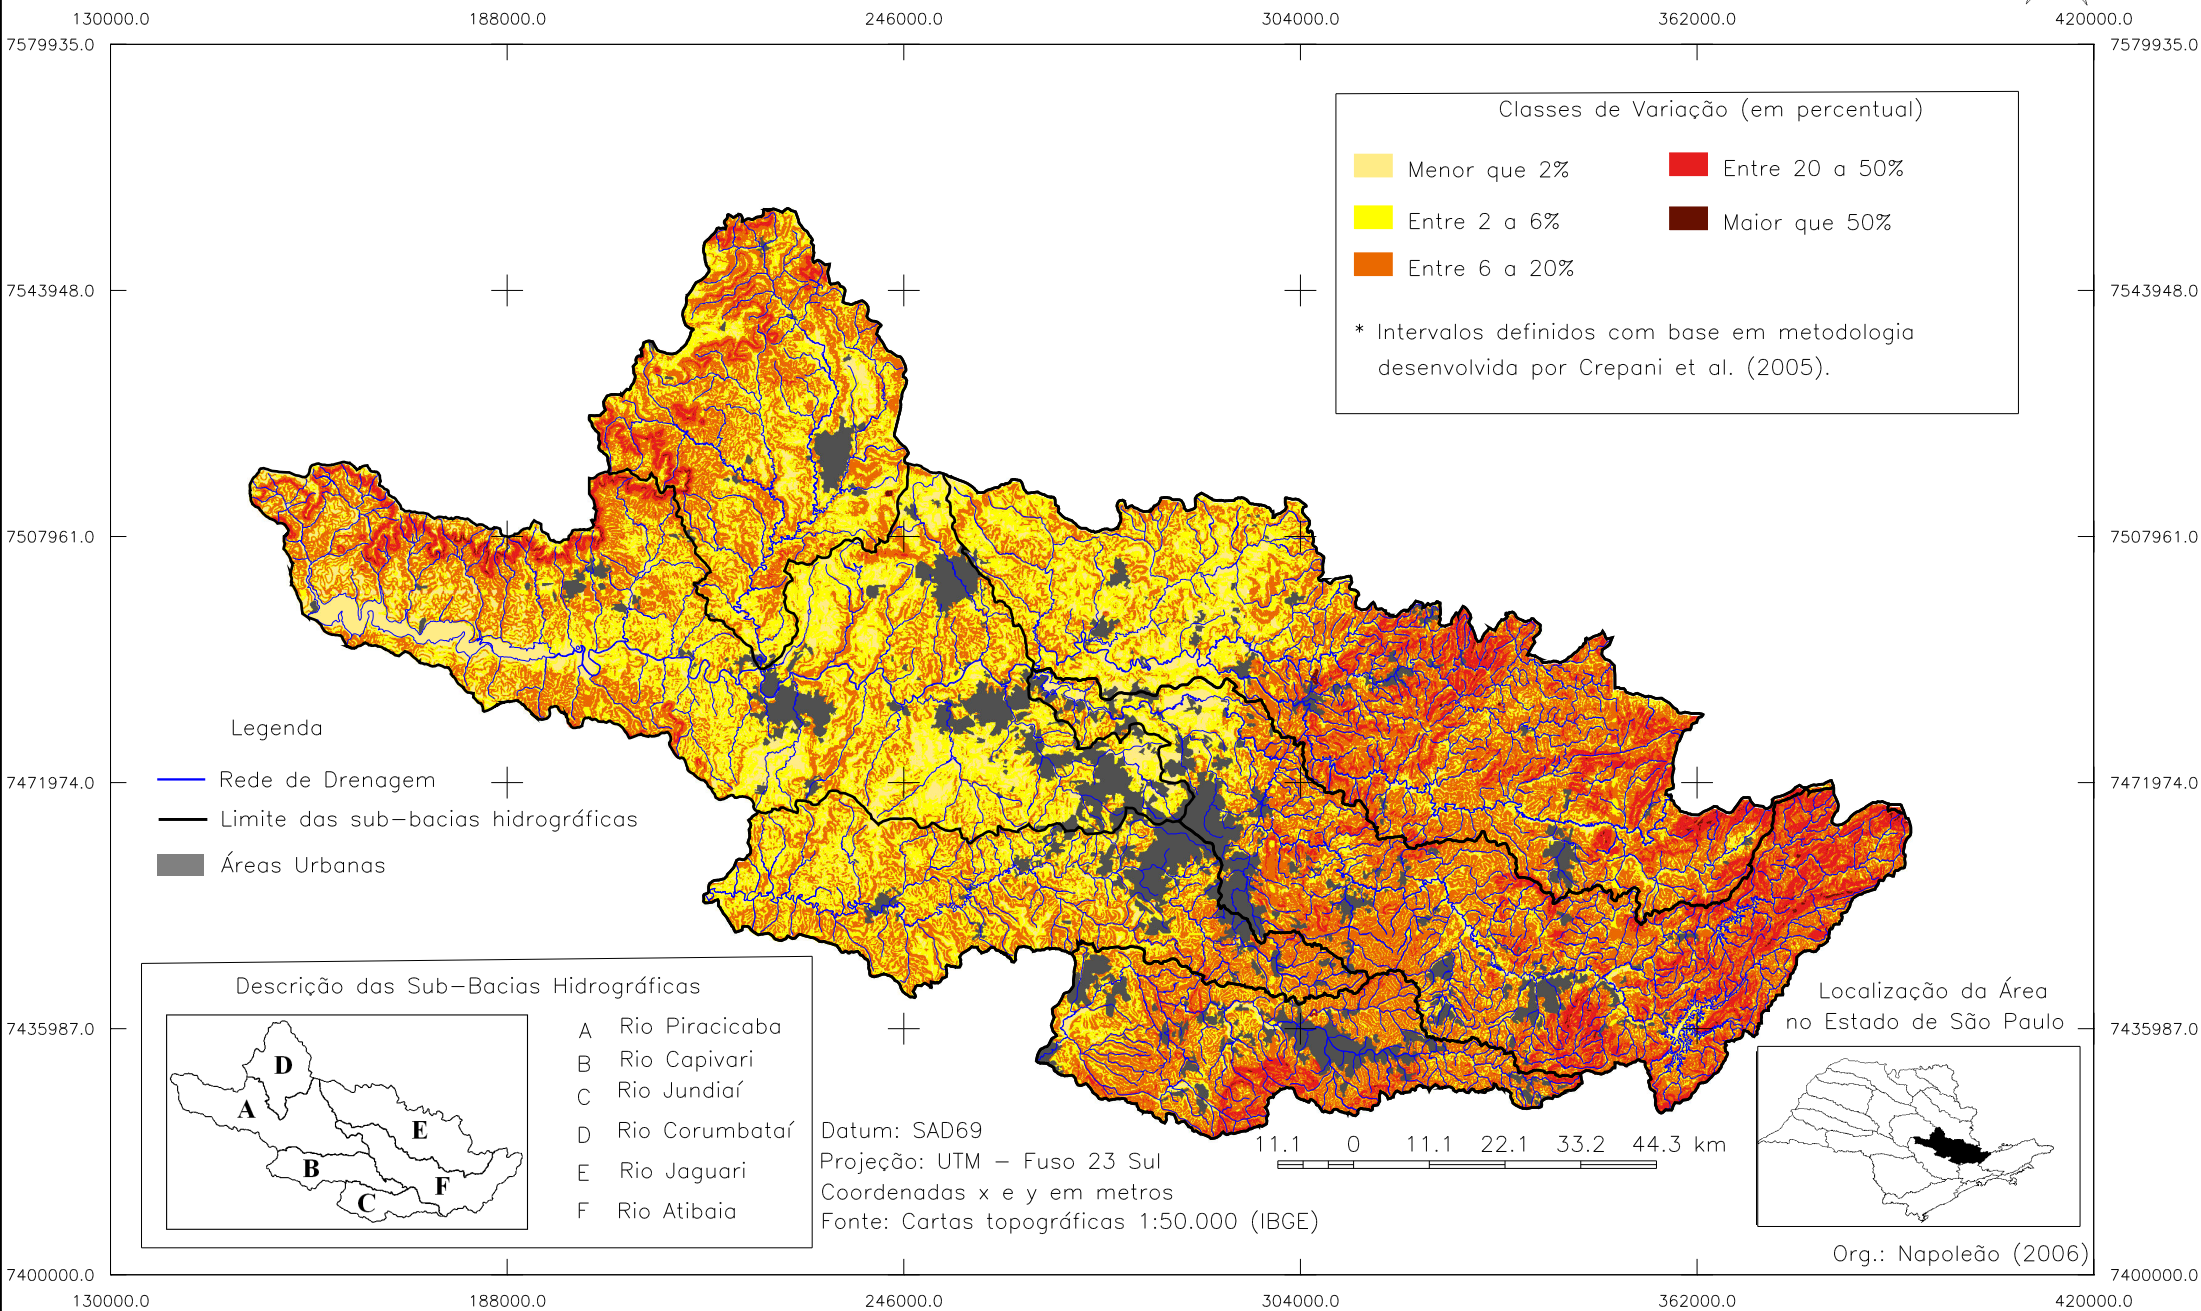 130000.0 188000.0 246000.0 304000.0 362000.0 420000.0
7579935.0 7579935.0
Classes de Variação (em percentual)
Menor que 2% Entre 20 a 50%
Entre 2 a 6% Maior que 50%
Entre 6 a 20%
7543948.0 7543948.0
* Intervalos definidos com base em metodologia
desenvolvida por Crepani et al. (2005).
7507961.0 7507961.0
Legenda
7471974.0 7471974.0
Rede de Drenagem
Limite das sub-bacias hidrográficas
Áreas Urbanas
Descrição das Sub-Bacias Hidrográficas
A Rio Piracicaba
B Rio Capivari
C Rio Jundiaí
D Rio Corumbataí
E Rio Jaguari
F Rio Atibaia
D
A
E
B
F
C
Localização da Área
no Estado de São Paulo
7435987.0 7435987.0
Datum: SAD69
Projeção: UTM - Fuso 23 Sul
Coordenadas x e y em metros
Fonte: Cartas topográficas 1:50.000 (IBGE)
11.1 0 11.1 22.1 33.2 44.3 km
Org.: Napoleão (2006)
7400000.0 7400000.0
130000.0 188000.0 246000.0 304000.0 362000.0 420000.0